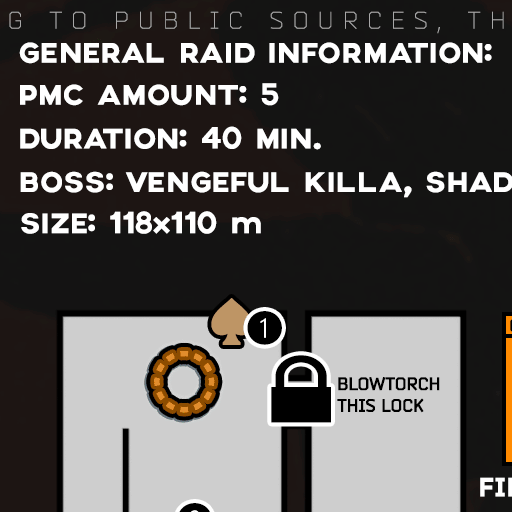 G TO PUBLIC SOURCES, TH
GENERAL RAID INFORMATION:
PMC AMOUNT: 5
DURATION: 40 MIN.
BOSS: VENGEFUL KILLA, SHAD
SIZE: 118x110 m
1
BLOWTORCH
THIS LOCK
FI